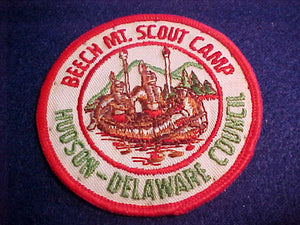 BEECH MT. SCOUT CAMP
HUDSON - DELAWARE COUNCIL